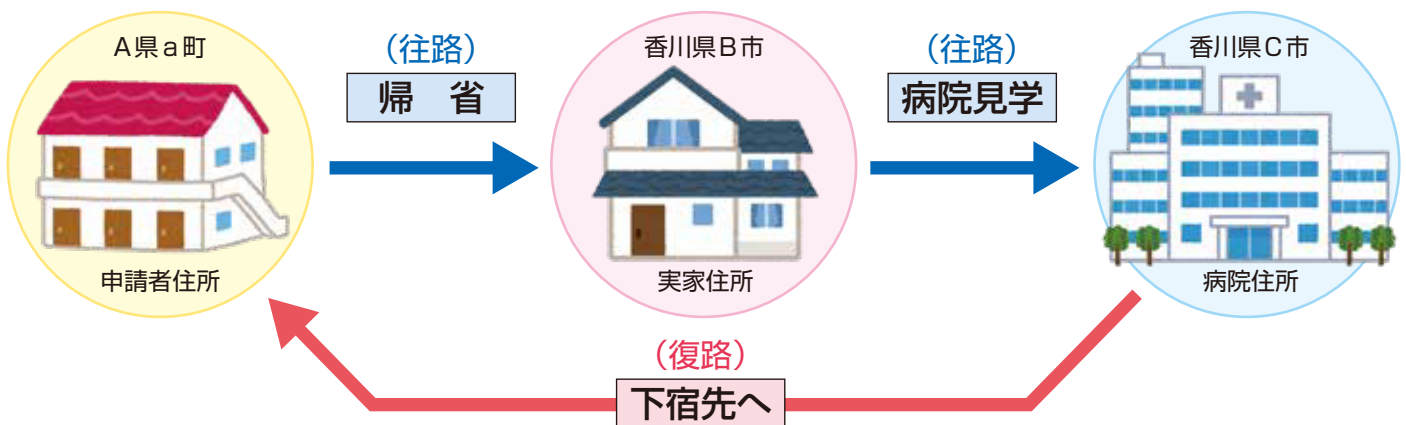 A県a町
(往路)
帰 省
香川県B市
(往路)
病院見学
香川県C市
申請者住所
実家住所
病院住所
(復路)
下宿先へ